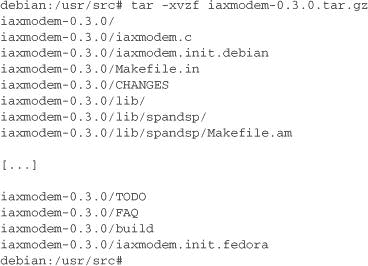 debian:/usr/src# tar -xvzf iaxmodem-0.3.0.tar.gz
iaxmodem-0.3.0/
iaxmodem-0.3.0/iaxmodem.c
iaxmodem-0.3.0/iaxmodem.init.debian
iaxmodem-0.3.0/Makefile.in
iaxmodem-0.3.0/CHANGES
iaxmodem-0.3.0/lib/
iaxmodem-0.3.0/lib/spandsp/
iaxmodem-0.3.0/lib/spandsp/Makefile.am
[...]
iaxmodem-0.3.0/TODO
iaxmodem-0.3.0/FAQ
iaxmodem-0.3.0/build
iaxmodem-0.3.0/iaxmodem.init.fedora
debian:/usr/src#